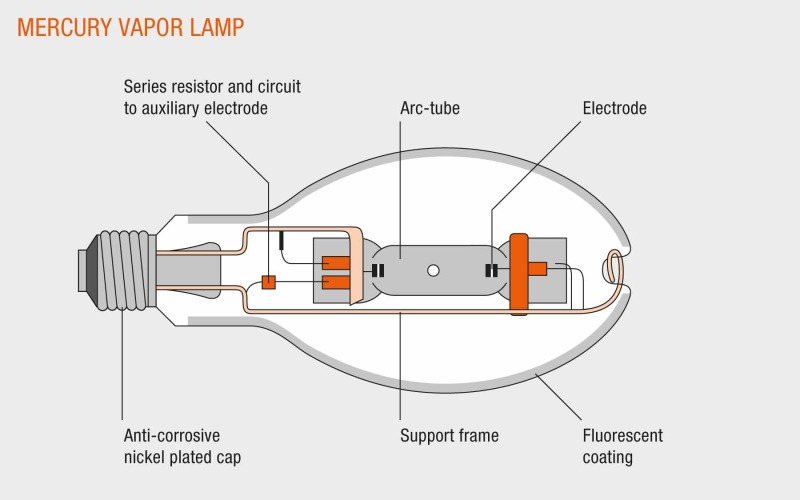 MERCURY VAPOR LAMP
Series resistor and circuit
to auxiliary electrode
Arc-tube
Electrode
Anti-corrosive
nickel plated cap
Support frame
Fluorescent
coating